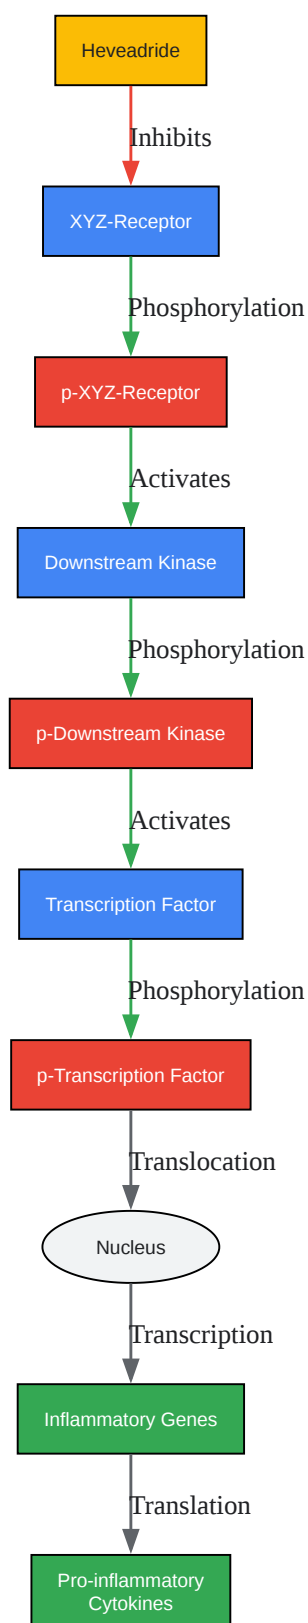 Heveadride
Inhibits
XYZ-Receptor
Phosphorylation
p-XYZ-Receptor
Activates
Downstream Kinase
Phosphorylation
p-Downstream Kinase
Activates
Transcription Factor
Phosphorylation
p-Transcription Factor
Translocation
Nucleus
Transcription
Inflammatory Genes
Translation
Pro-inflammatory
Cytokines